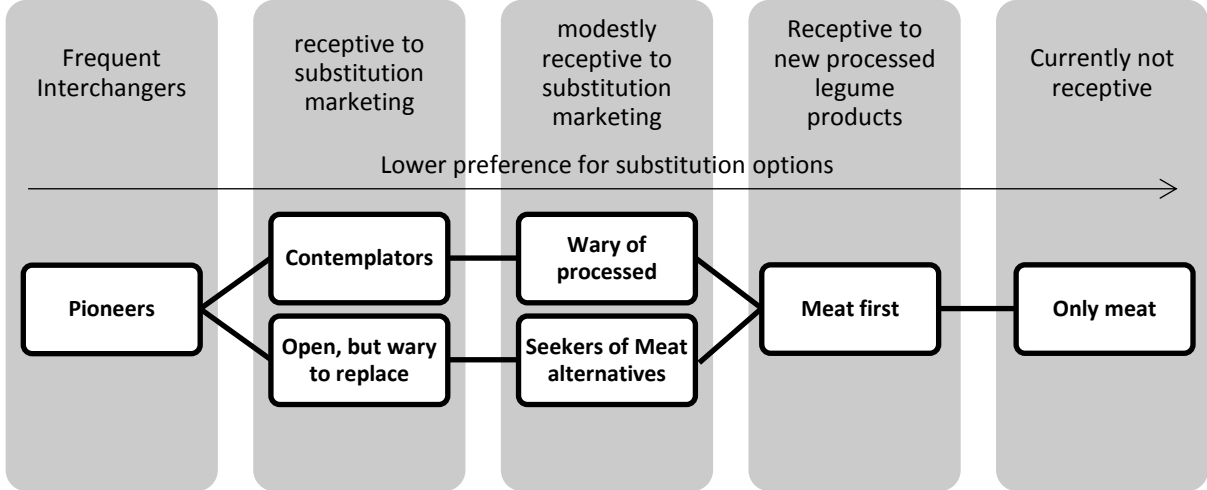 Frequent
Interchangers
receptive to
substitution
marketing
modestly
receptive to
substitution
marketing
Receptive to
new processed
legume
products
Currently not
receptive
Lower preference for substitution options
Pioneers
Contemplators
Open, but wary
to replace
Wary of
processed
Seekers of Meat
alternatives
Meat first
Only meat